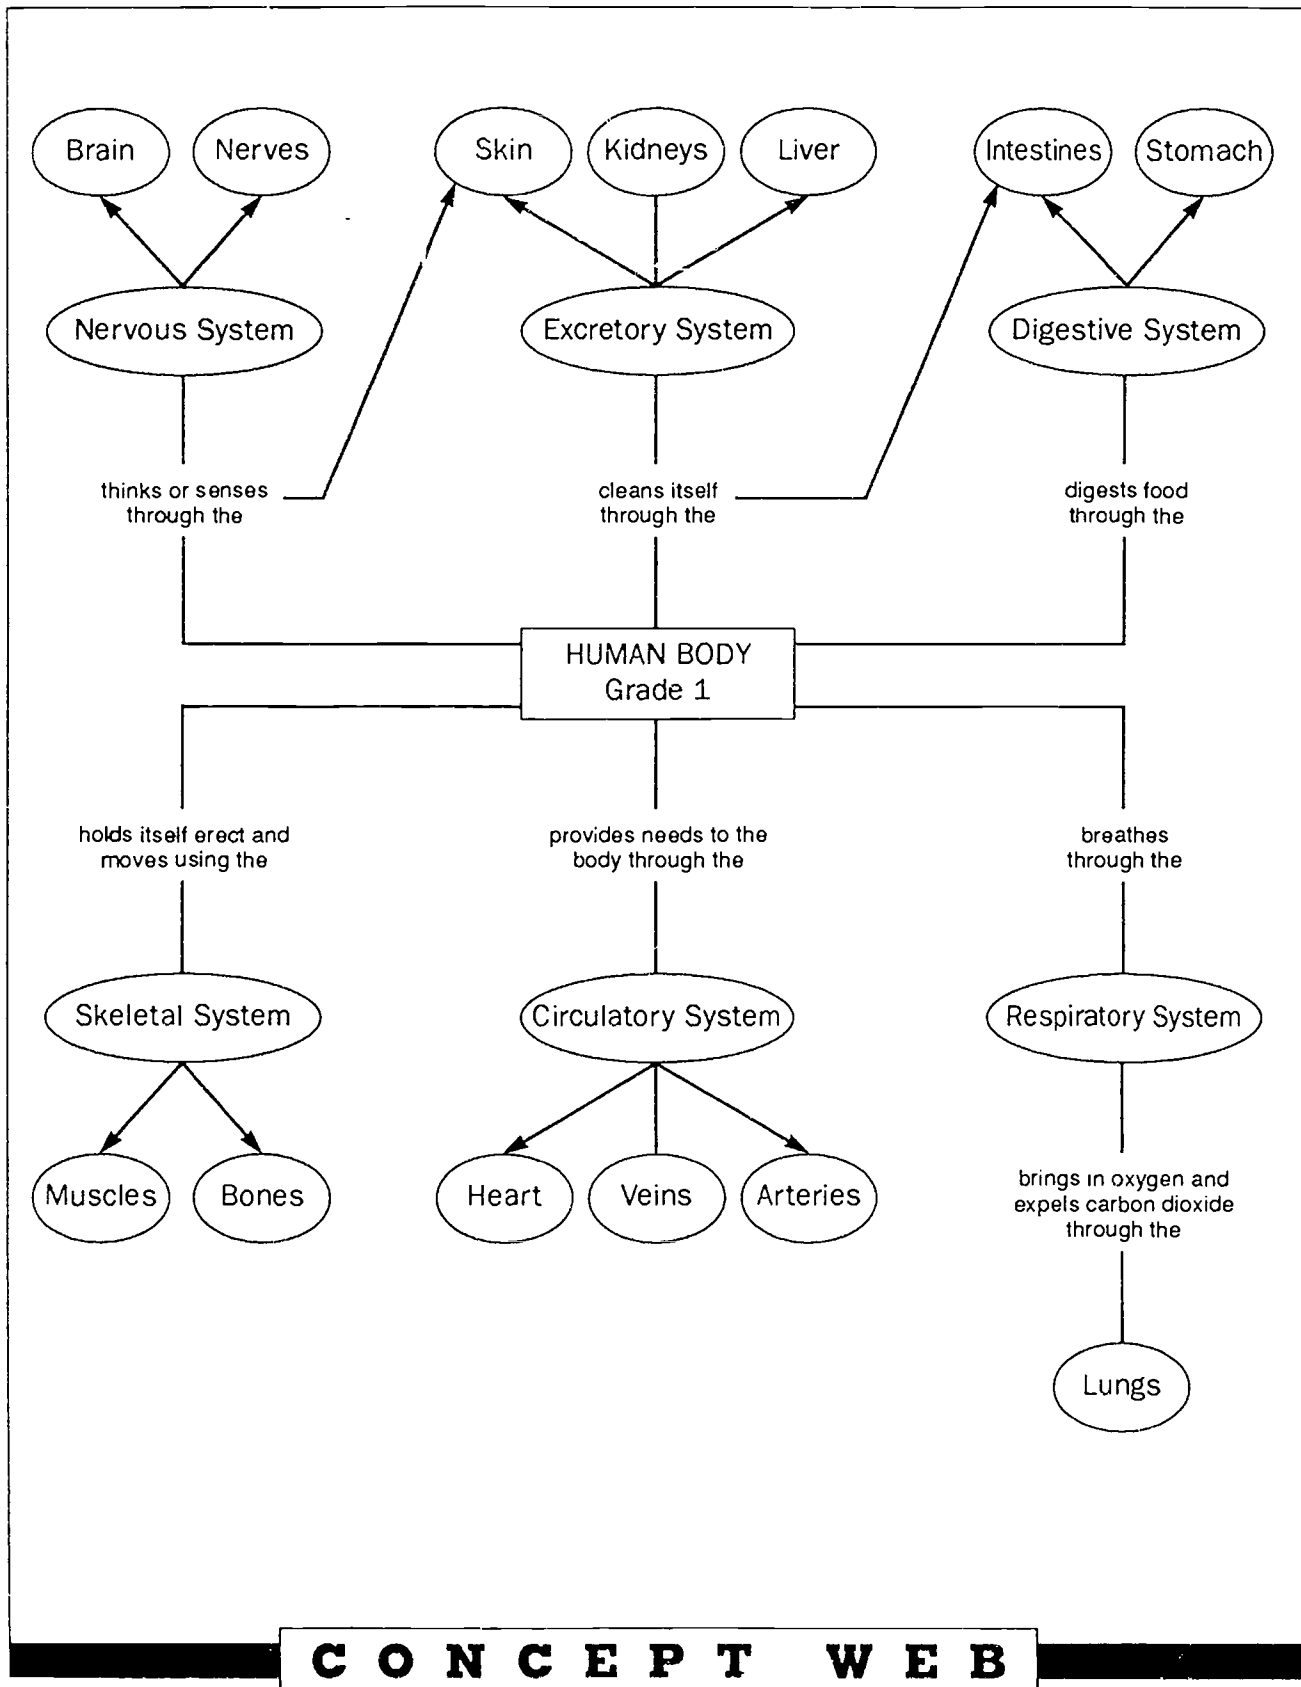 Brain
Nerves
Skin
Kidneys
Liver
Intestines
Stomach
Nervous System
Excretory System
Digestive System
thinks or senses
through the
cleans itself
through the
digests food
through the
HUMAN BODY
Grade 1
holds itself erect and
moves using the
provides needs to the
body through the
breathes
through the
Skeletal System
Circulatory System
Respiratory System
Muscles
Bones
Heart
Veins
Arteries
brings in oxygen and
expels carbon dioxide
through the
Lungs
CONCEPT WEB